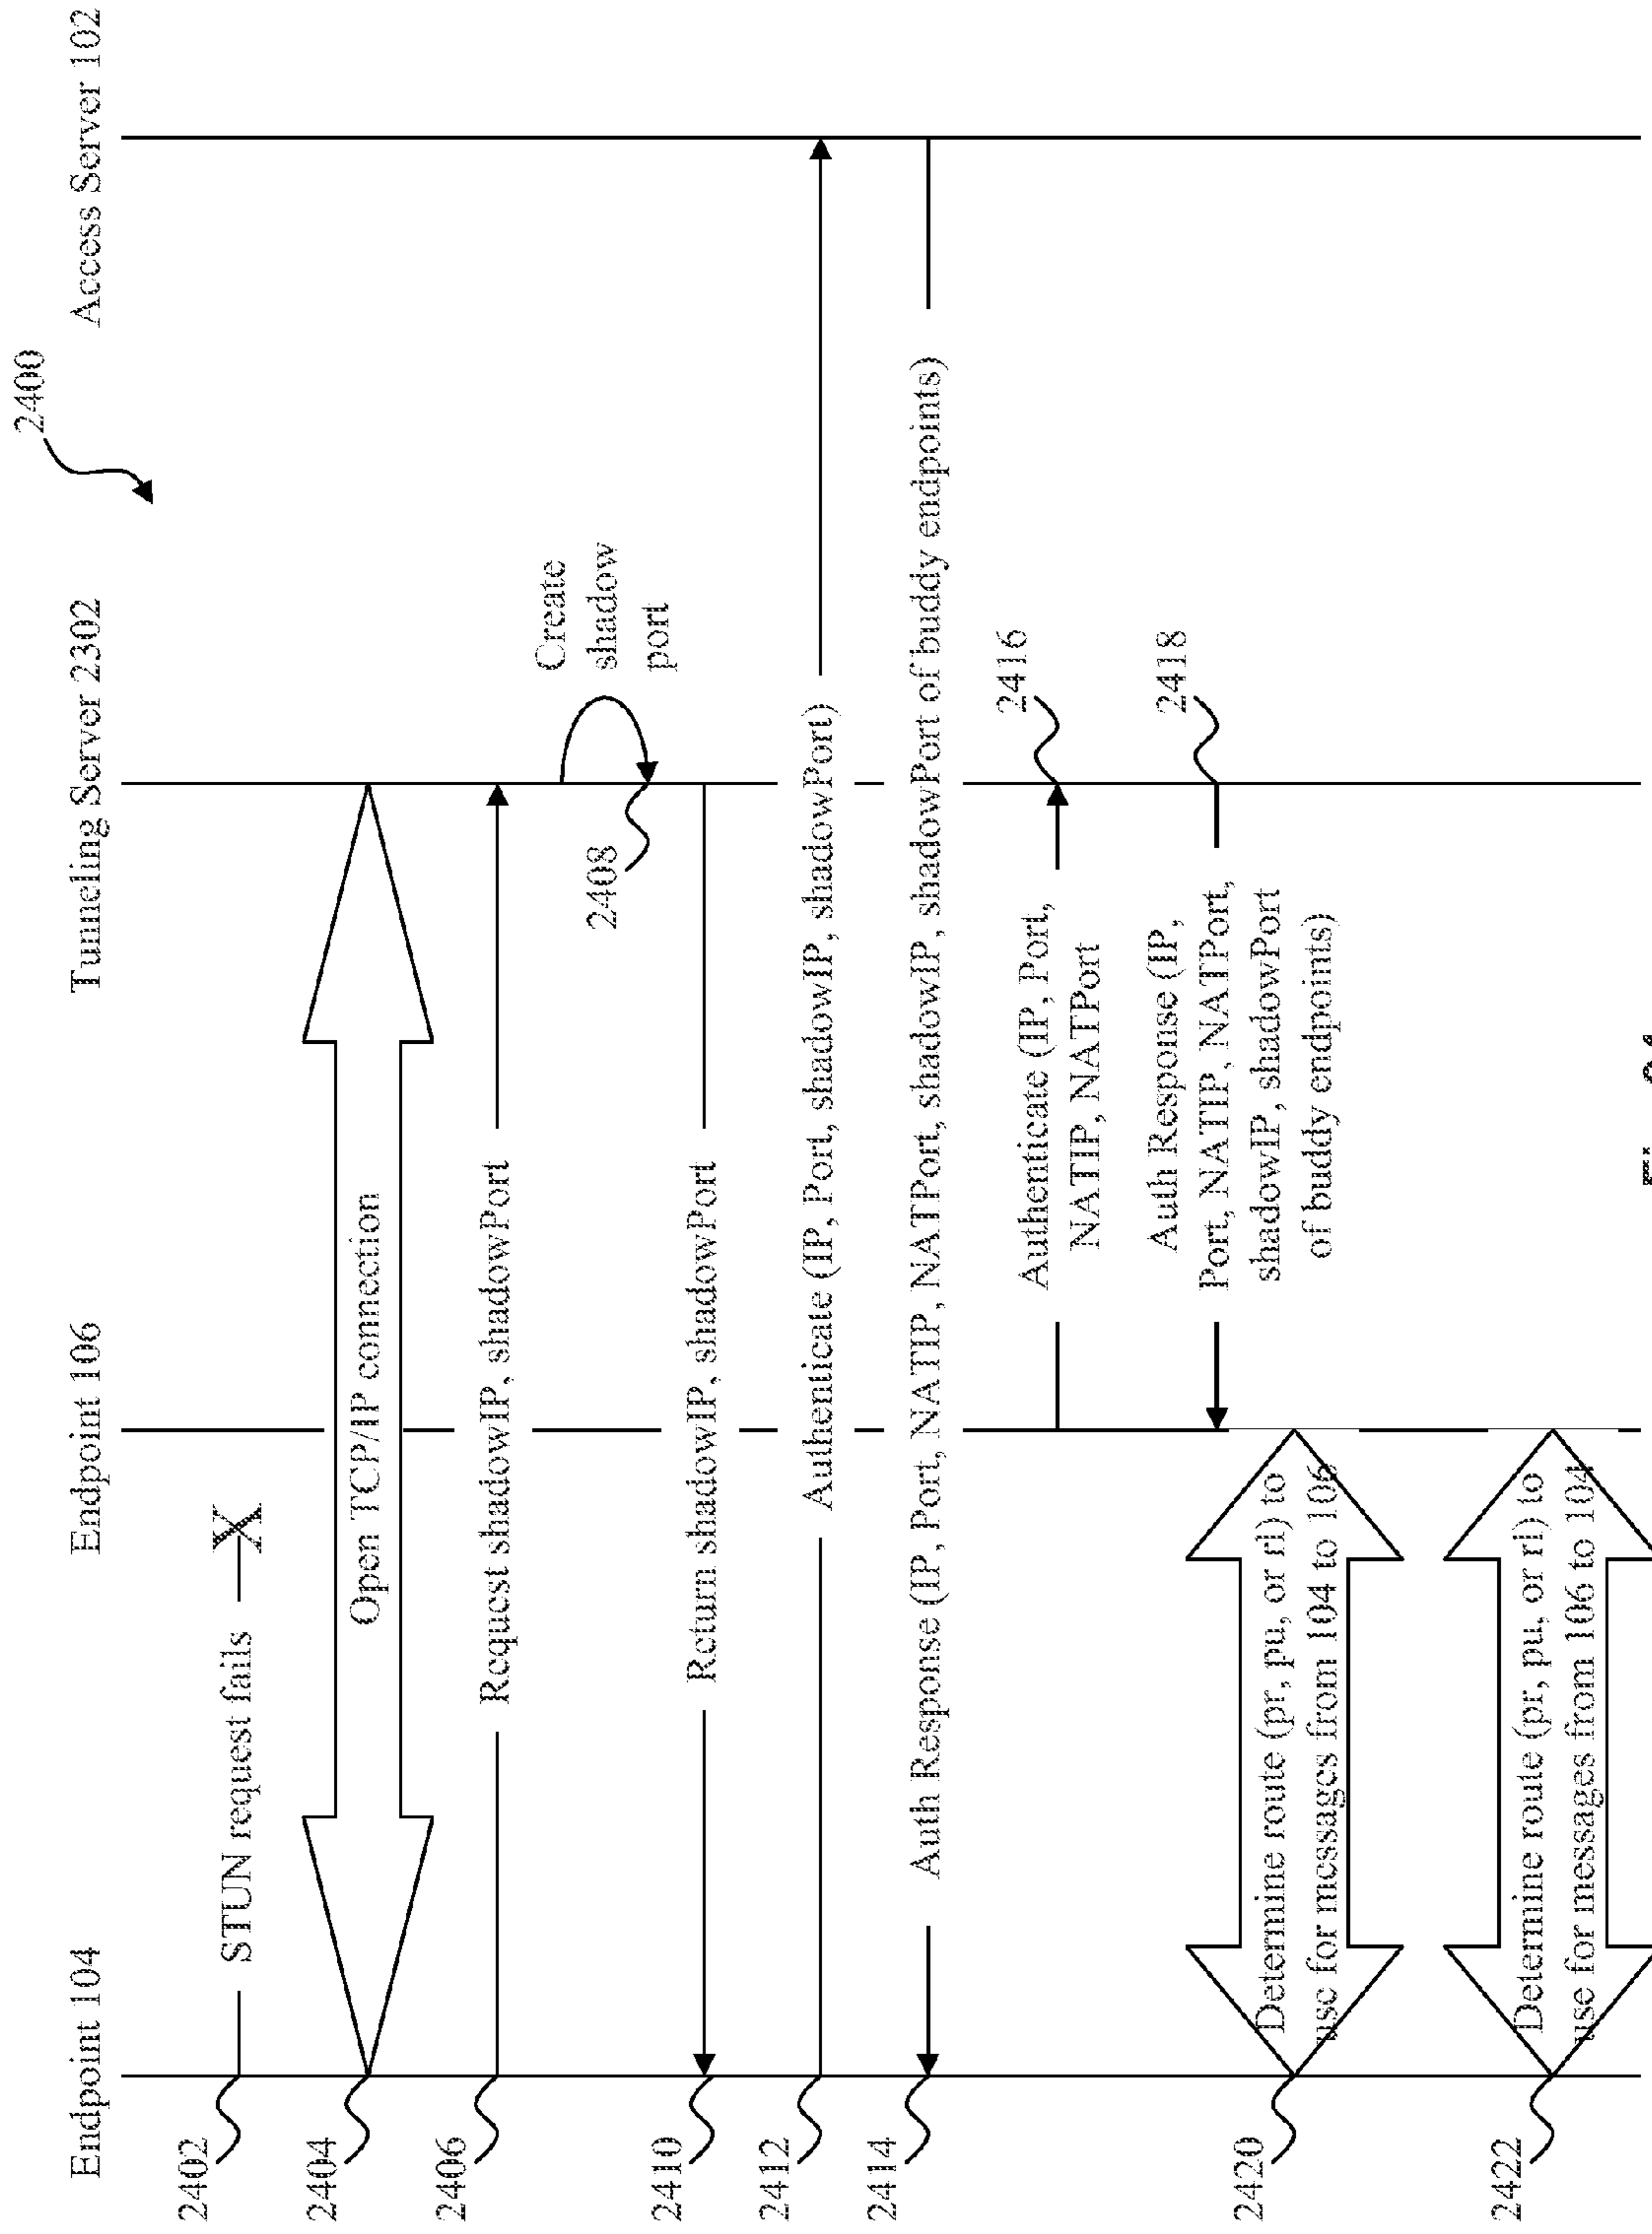 2400
Endpoint 104
Endpoint 106
Tunneling Server 2302
Access Server 102
2402
STUN request fails
X
2404
Open TCP/IP connection
2406
Request shadowIP, shadowPort
Create
shadow
port
2408
2410
Return shadowIP, shadowPort
2412
Authenticate (IP, Port, shadowIP, shadowPort)
2414
Auth Response (IP, Port, NATIP, NATPort, shadowIP, shadowPort of buddy endpoints)
2416
Authenticate (IP, Port,
NATIP, NATPort
2418
Auth Response (IP,
Port, NATIP, NATPort,
shadowIP, shadowPort
of buddy endpoints)
2420
Determine route (pr, pu, or rl) to
use for messages from 104 to 106
2422
Determine route (pr, pu, or rl) to
use for messages from 106 to 104